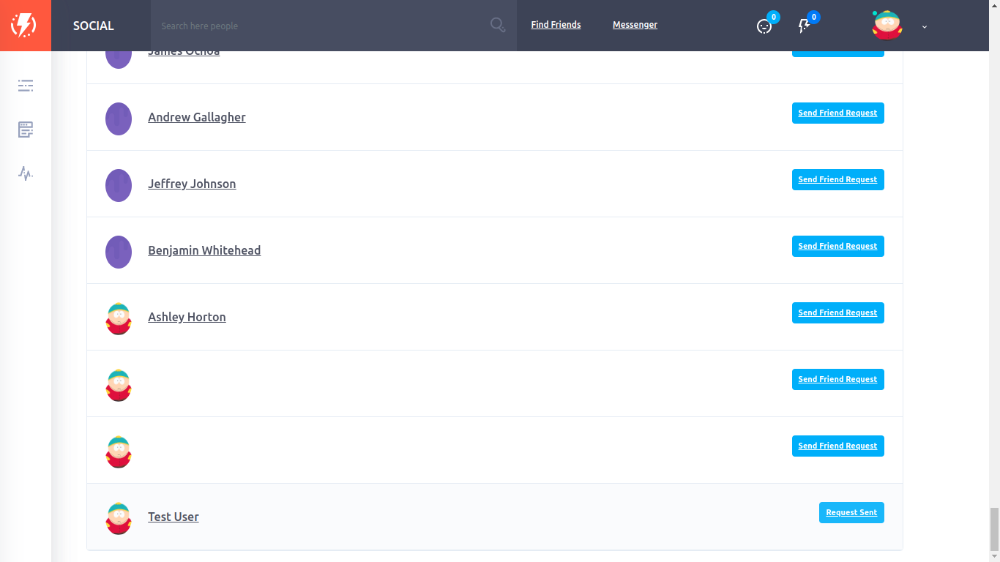 SOCIAL
Search here people
Find Friends
Messenger
0
0
James Ochoa
Andrew Gallagher
Send Friend Request
Jeffrey Johnson
Send Friend Request
Benjamin Whitehead
Send Friend Request
Ashley Horton
Send Friend Request
Send Friend Request
Send Friend Request
Test User
Request Sent